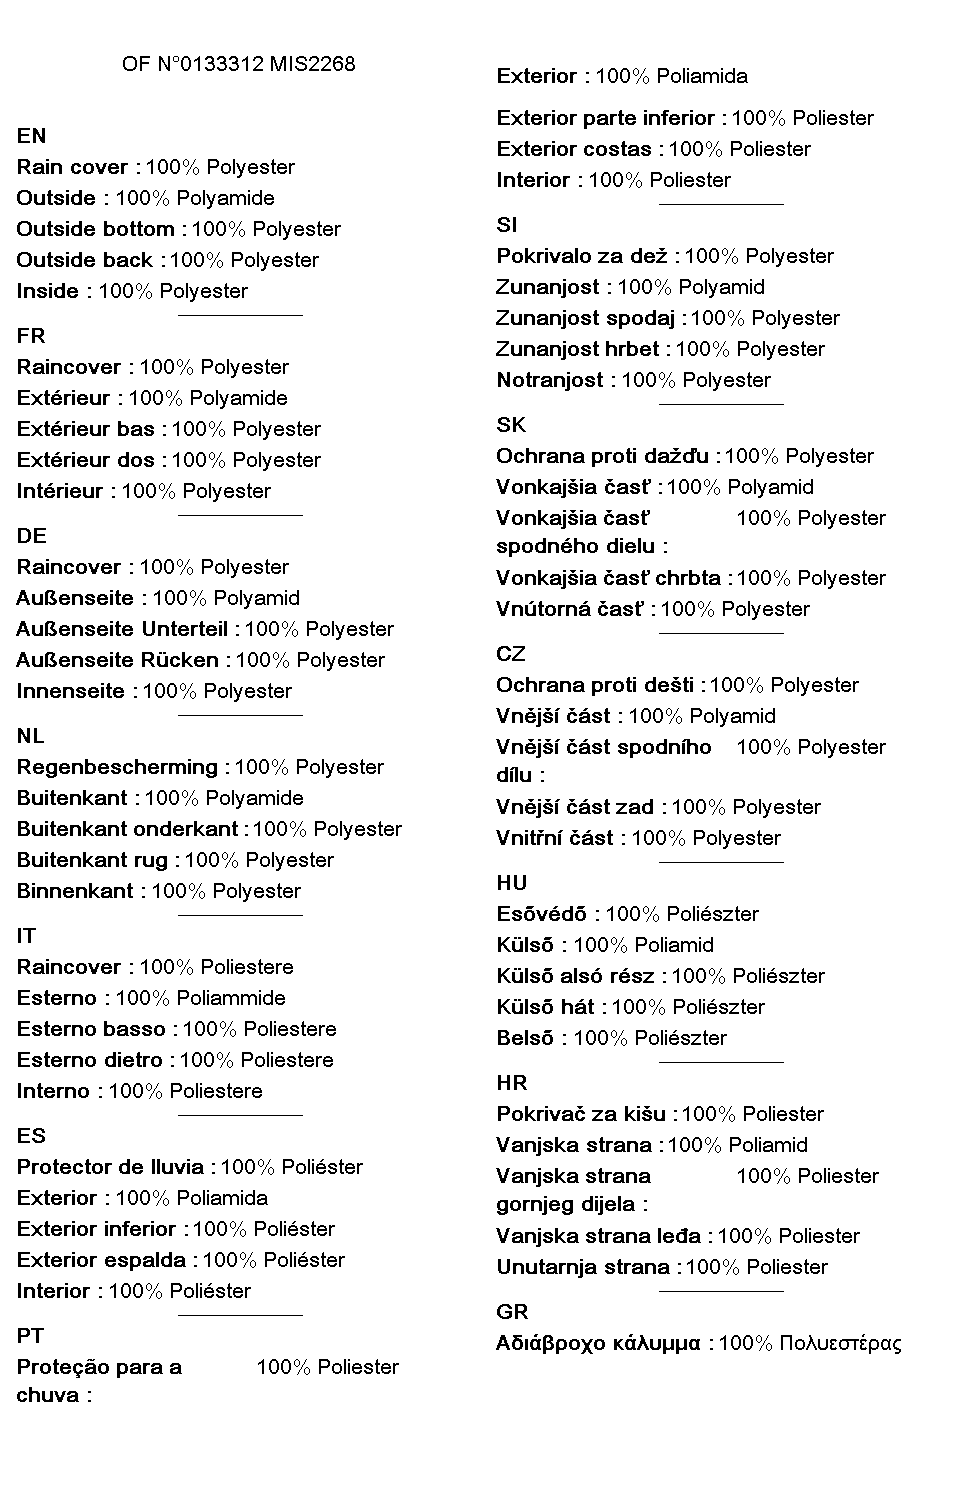 OF N°0133312 MIS2268
EN
Rain cover : 100% Polyester
Outside : 100% Polyamide
Outside bottom : 100% Polyester
Outside back : 100% Polyester
Inside : 100% Polyester
FR
Raincover : 100% Polyester
Extérieur : 100% Polyamide
Extérieur bas : 100% Polyester
Extérieur dos : 100% Polyester
Intérieur : 100% Polyester
DE
Raincover : 100% Polyester
Außenseite : 100% Polyamid
Außenseite Unterteil : 100% Polyester
Außenseite Rücken : 100% Polyester
Innenseite : 100% Polyester
NL
Regenbescherming : 100% Polyester
Buitenkant : 100% Polyamide
Buitenkant onderkant : 100% Polyester
Buitenkant rug : 100% Polyester
Binnenkant : 100% Polyester
IT
Raincover : 100% Poliestere
Esterno : 100% Poliammide
Esterno basso : 100% Poliestere
Esterno dietro : 100% Poliestere
Interno : 100% Poliestere
ES
Protector de lluvia : 100% Poliéster
Exterior : 100% Poliamida
Exterior inferior : 100% Poliéster
Exterior espalda : 100% Poliéster
Interior : 100% Poliéster
PT
Proteção para a 100% Poliester
chuva :
Exterior : 100% Poliamida
Exterior parte inferior : 100% Poliester
Exterior costas : 100% Poliester
Interior : 100% Poliester
SI
Pokrivalo za dež : 100% Polyester
Zunanjost : 100% Polyamid
Zunanjost spodaj : 100% Polyester
Zunanjost hrbet : 100% Polyester
Notranjost : 100% Polyester
SK
Ochrana proti dažďu : 100% Polyester
Vonkajšia časť : 100% Polyamid
Vonkajšia časť 100% Polyester
spodného dielu :
Vonkajšia časť chrbta : 100% Polyester
Vnútorná časť : 100% Polyester
CZ
Ochrana proti dešti : 100% Polyester
Vnější část : 100% Polyamid
Vnější část spodního 100% Polyester
dílu :
Vnější část zad : 100% Polyester
Vnitřní část : 100% Polyester
HU
Esővédő : 100% Poliészter
Külső : 100% Poliamid
Külső alsó rész : 100% Poliészter
Külső hát : 100% Poliészter
Belső : 100% Poliészter
HR
Pokrivač za kišu : 100% Poliester
Vanjska strana : 100% Poliamid
Vanjska strana 100% Poliester
gornjeg dijela :
Vanjska strana leđa : 100% Poliester
Unutarnja strana : 100% Poliester
GR
Αδιάβροχο κάλυμμα : 100% Πολυεστέρας